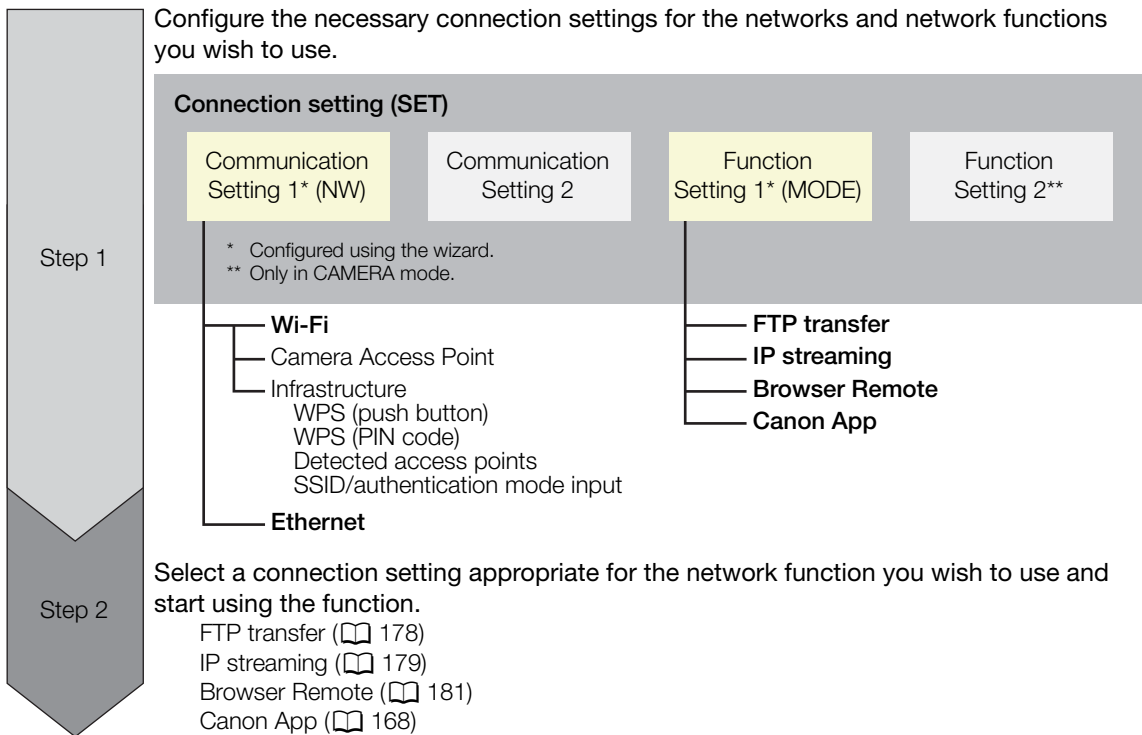 Configure the necessary connection settings for the networks and network functions
you wish to use.
Connection setting (SET)
Communication
Setting 1* (NW)
Communication
Setting 2
Function
Setting 1* (MODE)
Function
Setting 2**
* Configured using the wizard.
** Only in CAMERA mode.
Step 1
Wi-Fi
Camera Access Point
Infrastructure
WPS (push button)
WPS (PIN code)
Detected access points
SSID/authentication mode input
Ethernet
FTP transfer
IP streaming
Browser Remote
Canon App
Step 2
Select a connection setting appropriate for the network function you wish to use and
start using the function.
FTP transfer (📖 178)
IP streaming (📖 179)
Browser Remote (📖 181)
Canon App (📖 168)